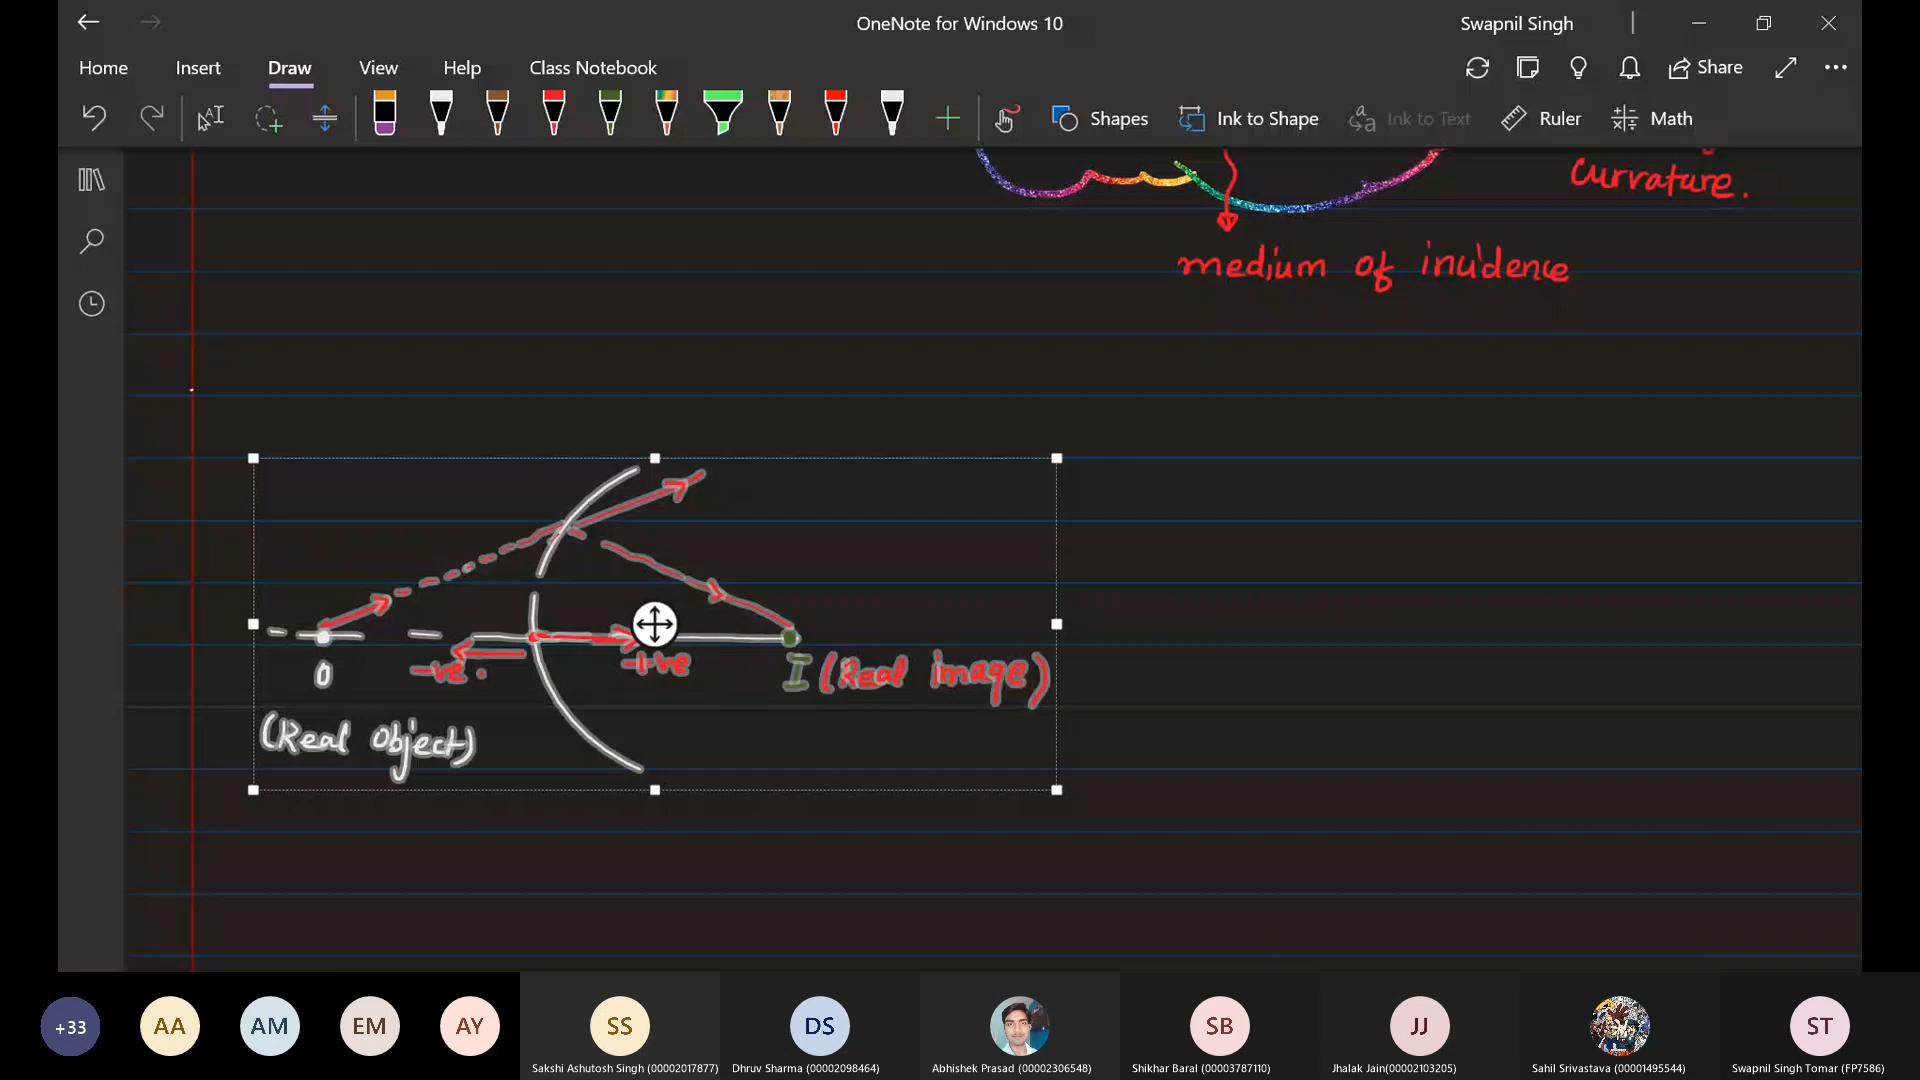 OneNote for Windows 10
Swapnil Singh
Home Insert Draw View Help Class Notebook
Share
Shapes Ink to Shape Ink to Text Ruler Math
curvature.
medium of incidence
-ve.
+ve
O
I (Real image)
(Real object)
+33 AA AM EM AY SS DS SB JJ ST
Sakshi Ashutosh Singh (00002017877) Dhruv Sharma (00002098464) Abhishek Prasad (00002306548) Shikhar Baral (00003787110) Jhalak Jain(00002103205) Sahil Srivastava (00001495544) Swapnil Singh Tomar (FP7586)